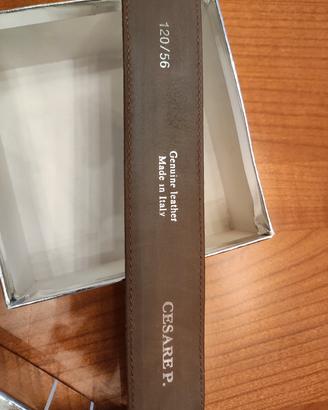 120/56
Genuine leather
Made in Italy
CESARE P.